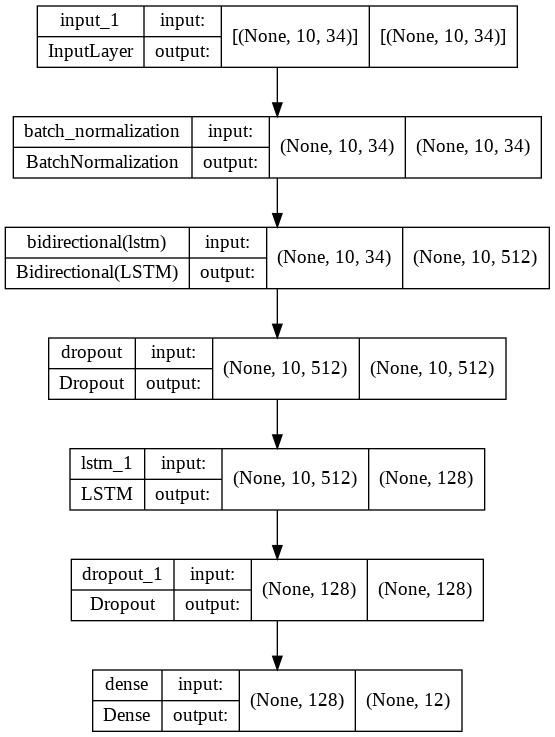 input_1 input: [(None, 10, 34)] [(None, 10, 34)]
InputLayer output:
batch_normalization input: (None, 10, 34) (None, 10, 34)
BatchNormalization output:
bidirectional(lstm) input: (None, 10, 34) (None, 10, 512)
Bidirectional(LSTM) output:
dropout input: (None, 10, 512) (None, 10, 512)
Dropout output:
lstm_1 input: (None, 10, 512) (None, 128)
LSTM output:
dropout_1 input: (None, 128) (None, 128)
Dropout output:
dense input: (None, 128) (None, 12)
Dense output: